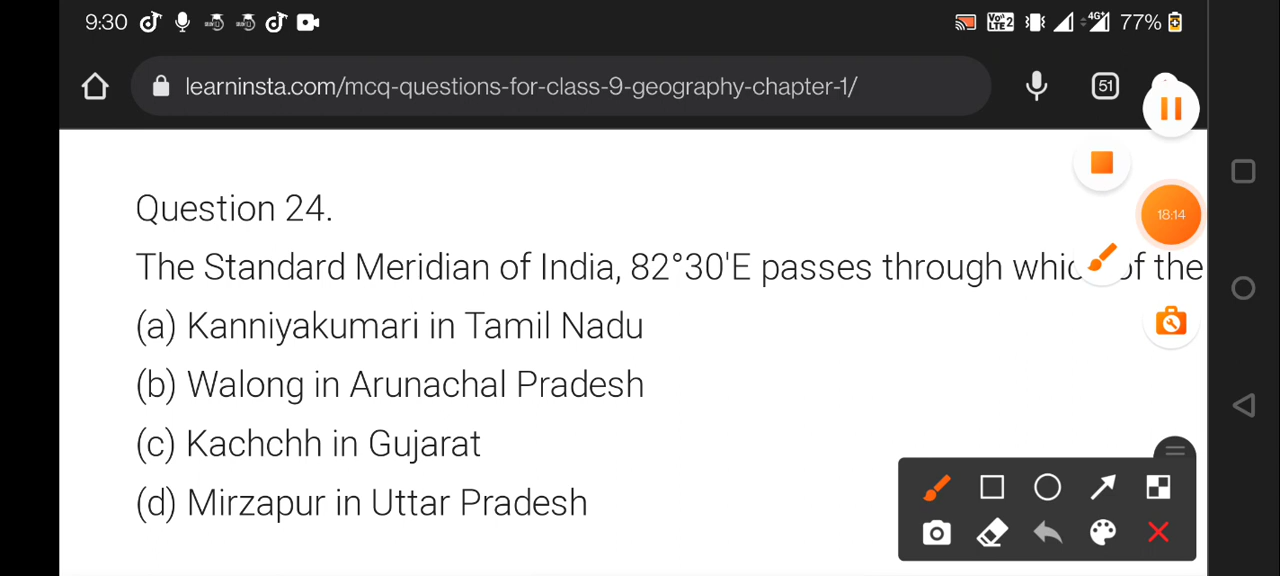 9:30 VoLTE2 4G+ 77%
learninsta.com/mcq-questions-for-class-9-geography-chapter-1/ 51
18:14
Question 24.
The Standard Meridian of India, 82°30'E passes through of the
(a) Kanniyakumari in Tamil Nadu
(b) Walong in Arunachal Pradesh
(c) Kachchh in Gujarat
(d) Mirzapur in Uttar Pradesh